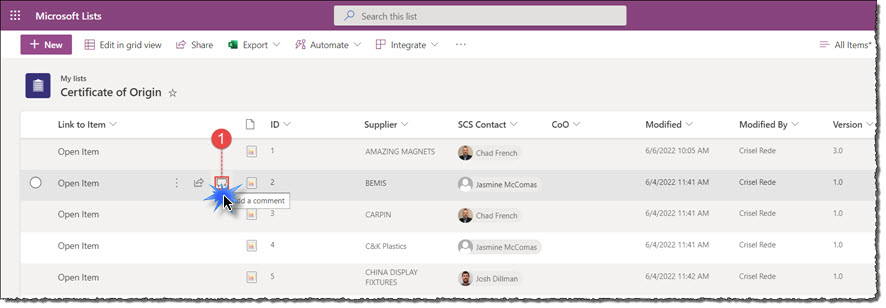 Microsoft Lists
Search this list
+ New
Edit in grid view
Share
Export
Automate
Integrate
All Items*
My lists
Certificate of Origin
Link to Item
ID
Supplier
SCS Contact
CoO
Modified
Modified By
Version
1
Open Item
1
AMAZING MAGNETS
Chad French
6/6/2022 10:05 AM
Crisel Rede
3.0
Open Item
2
BEMIS
Jasmine McComas
6/4/2022 11:41 AM
Crisel Rede
1.0
dd a comment
Open Item
3
CARPIN
Chad French
6/4/2022 11:41 AM
Crisel Rede
1.0
Open Item
4
C&K Plastics
Jasmine McComas
6/4/2022 11:41 AM
Crisel Rede
1.0
Open Item
5
CHINA DISPLAY
FIXTURES
Josh Dillman
6/4/2022 11:42 AM
Crisel Rede
1.0